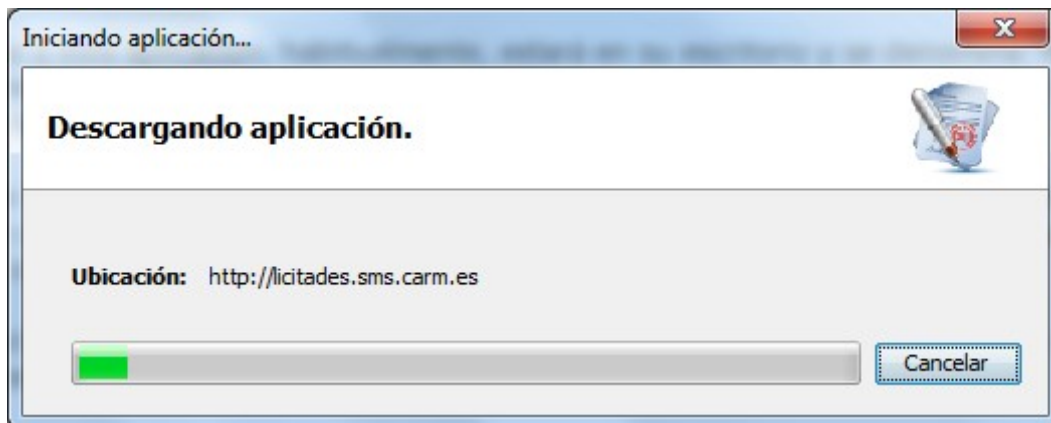 Iniciando aplicación...
Descargando aplicación.
Ubicación: http://licitades.sms.carm.es
Cancelar